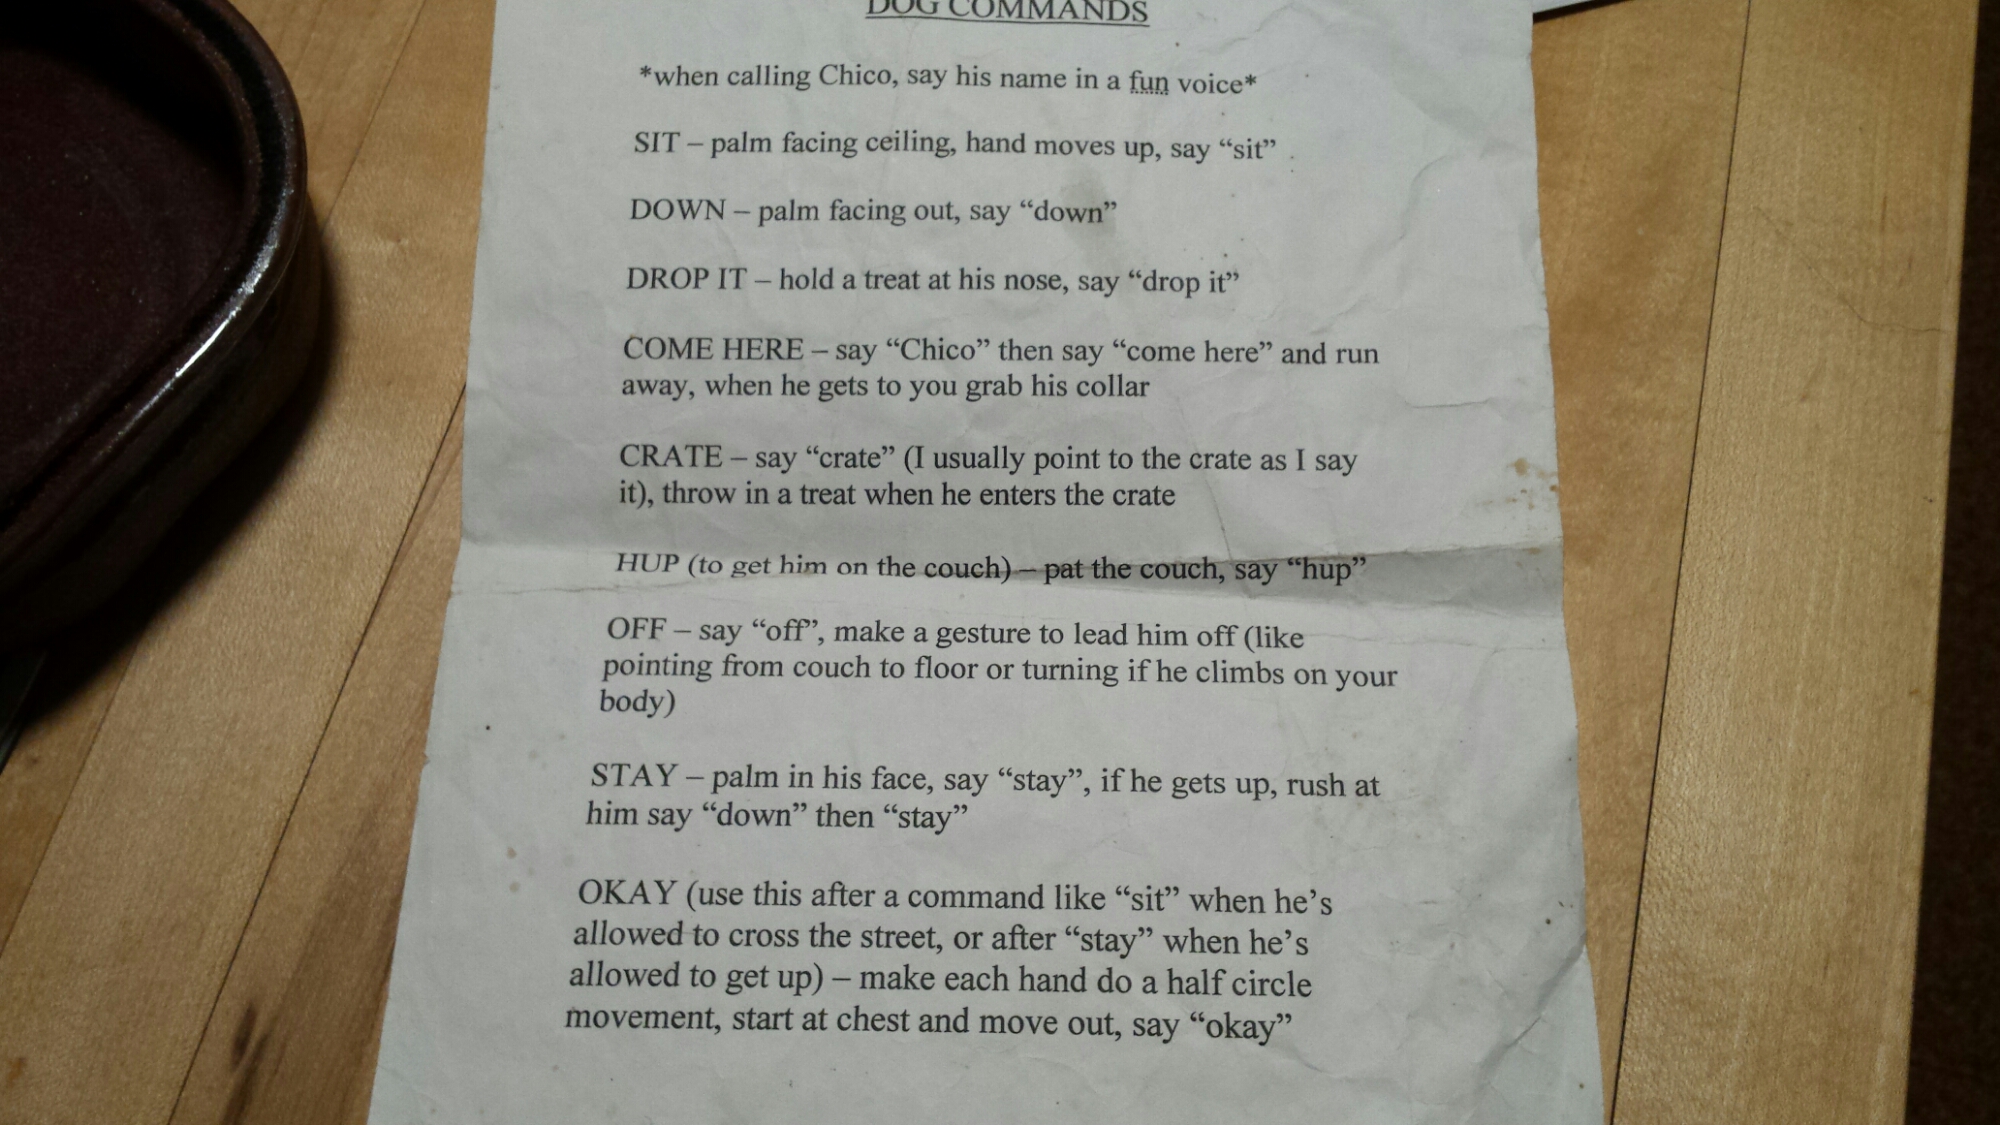 DOG COMMANDS
*when calling Chico, say his name in a fun voice*
SIT – palm facing ceiling, hand moves up, say “sit”
DOWN – palm facing out, say “down”
DROP IT – hold a treat at his nose, say “drop it”
COME HERE – say “Chico” then say “come here” and run
away, when he gets to you grab his collar
CRATE – say “crate” (I usually point to the crate as I say
it), throw in a treat when he enters the crate
HUP (to get him on the couch) – pat the couch, say “hup”
OFF – say “off”, make a gesture to lead him off (like
pointing from couch to floor or turning if he climbs on your
body)
STAY – palm in his face, say “stay”, if he gets up, rush at
him say “down” then “stay”
OKAY (use this after a command like “sit” when he’s
allowed to cross the street, or after “stay” when he’s
allowed to get up) – make each hand do a half circle
movement, start at chest and move out, say “okay”